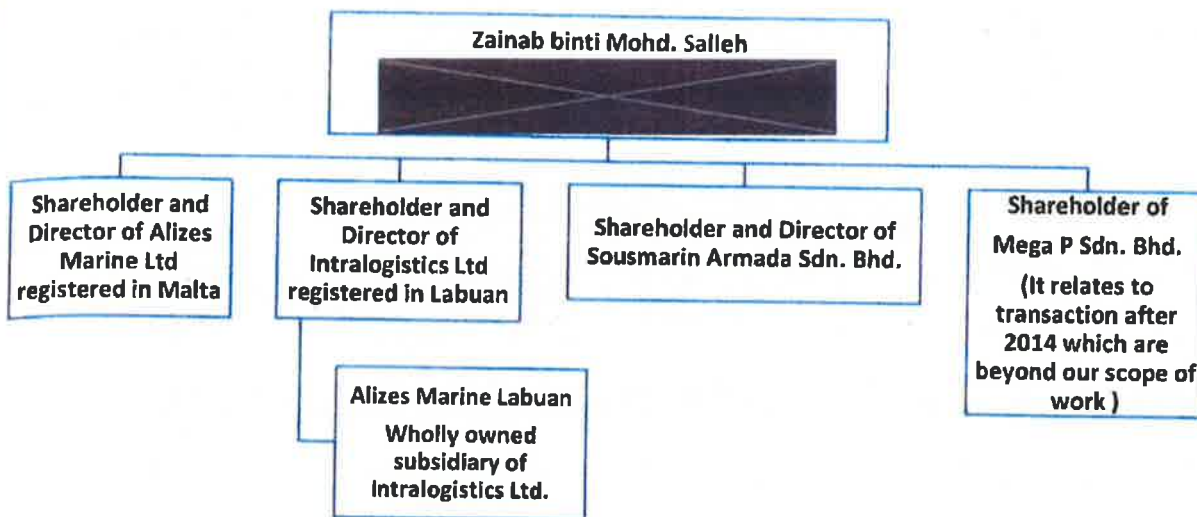 Zainab binti Mohd. Salleh
Shareholder and
Director of Alizes
Marine Ltd
registered in Malta
Shareholder and
Director of
Intralogistics Ltd
registered in Labuan
Shareholder and Director of
Sousmarin Armada Sdn. Bhd.
Shareholder of
Mega P Sdn. Bhd.
(It relates to
transaction after
2014 which are
beyond our scope of
work )
Alizes Marine Labuan
Wholly owned
subsidiary of
Intralogistics Ltd.